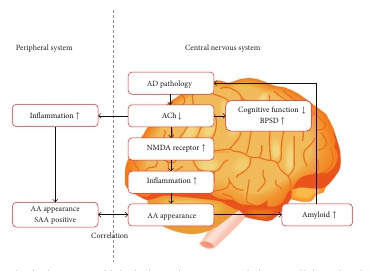 Peripheral system
Central nervous system
AD pathology
Inflammation ↑
ACh ↓
Cognitive function ↓
BPSD ↑
NMDA receptor ↑
Inflammation ↑
AA appearance
SAA positive
AA appearance
Amyloid ↑
Correlation